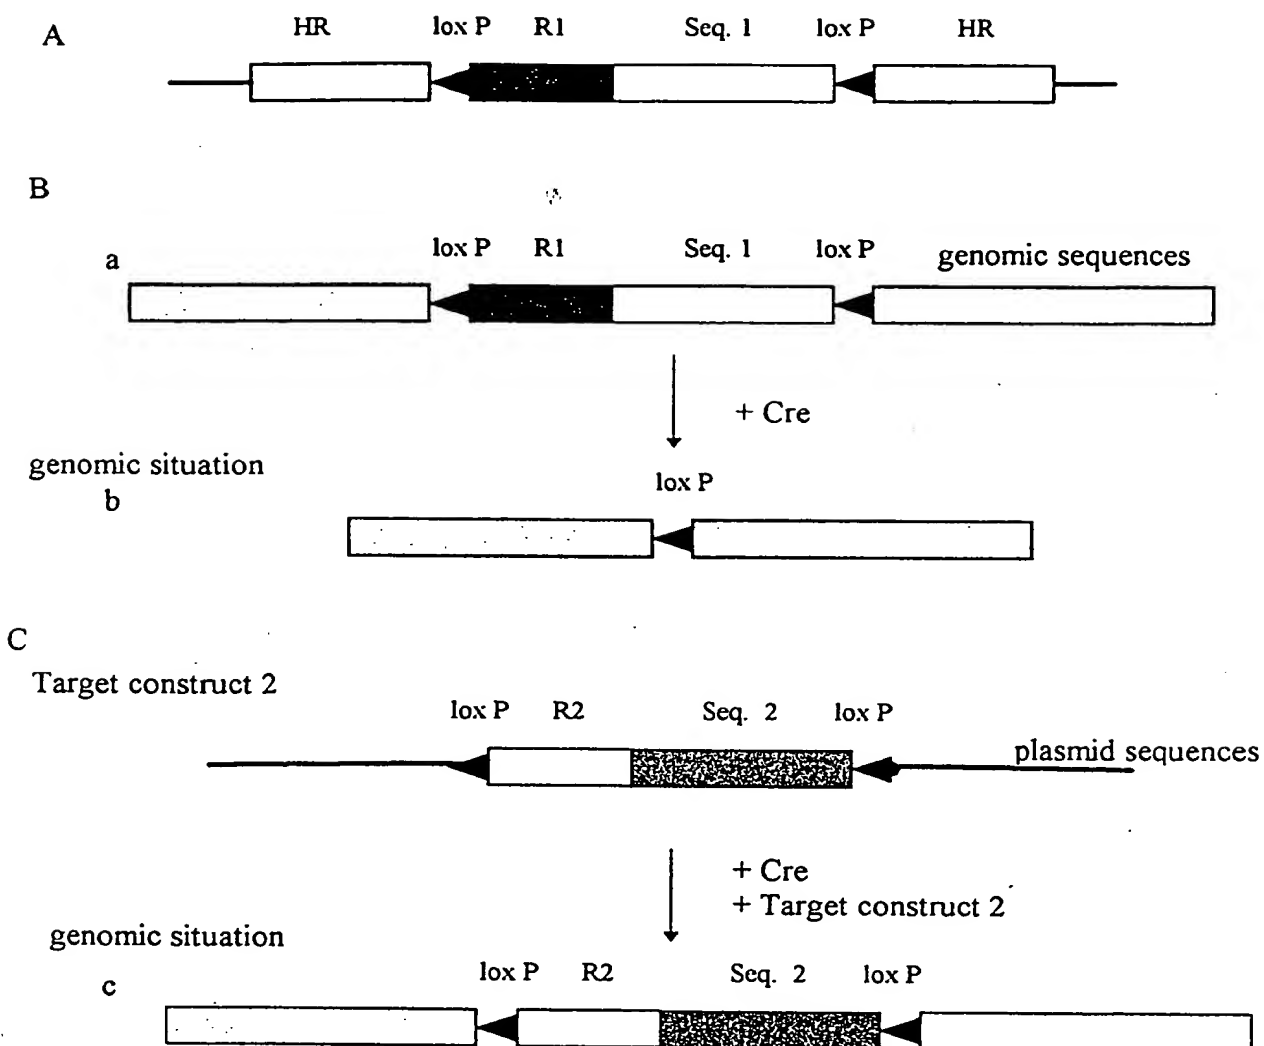 A
HR lox P R1 Seq. 1 lox P HR
B
a
lox P R1 Seq. 1 lox P genomic sequences
+ Cre
genomic situation
b
lox P
C
Target construct 2
lox P R2 Seq. 2 lox P
plasmid sequences
+ Cre
+ Target construct 2
genomic situation
c
lox P R2 Seq. 2 lox P